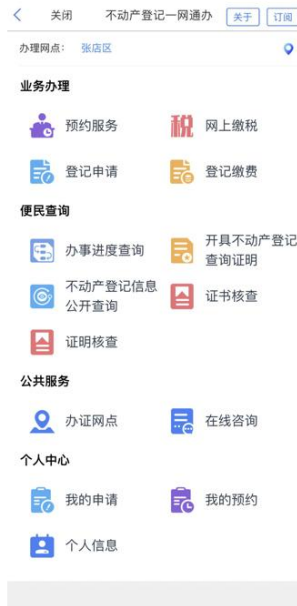 关闭 不动产登记一网通办 关于 订阅
办理网点： 张店区
业务办理
预约服务 税 网上缴税
登记申请 登记缴费
便民查询
办事进度查询 开具不动产登记
查询证明
不动产登记信息
公开查询 证书核查
证明核查
公共服务
办证网点 在线咨询
个人中心
我的申请 我的预约
个人信息